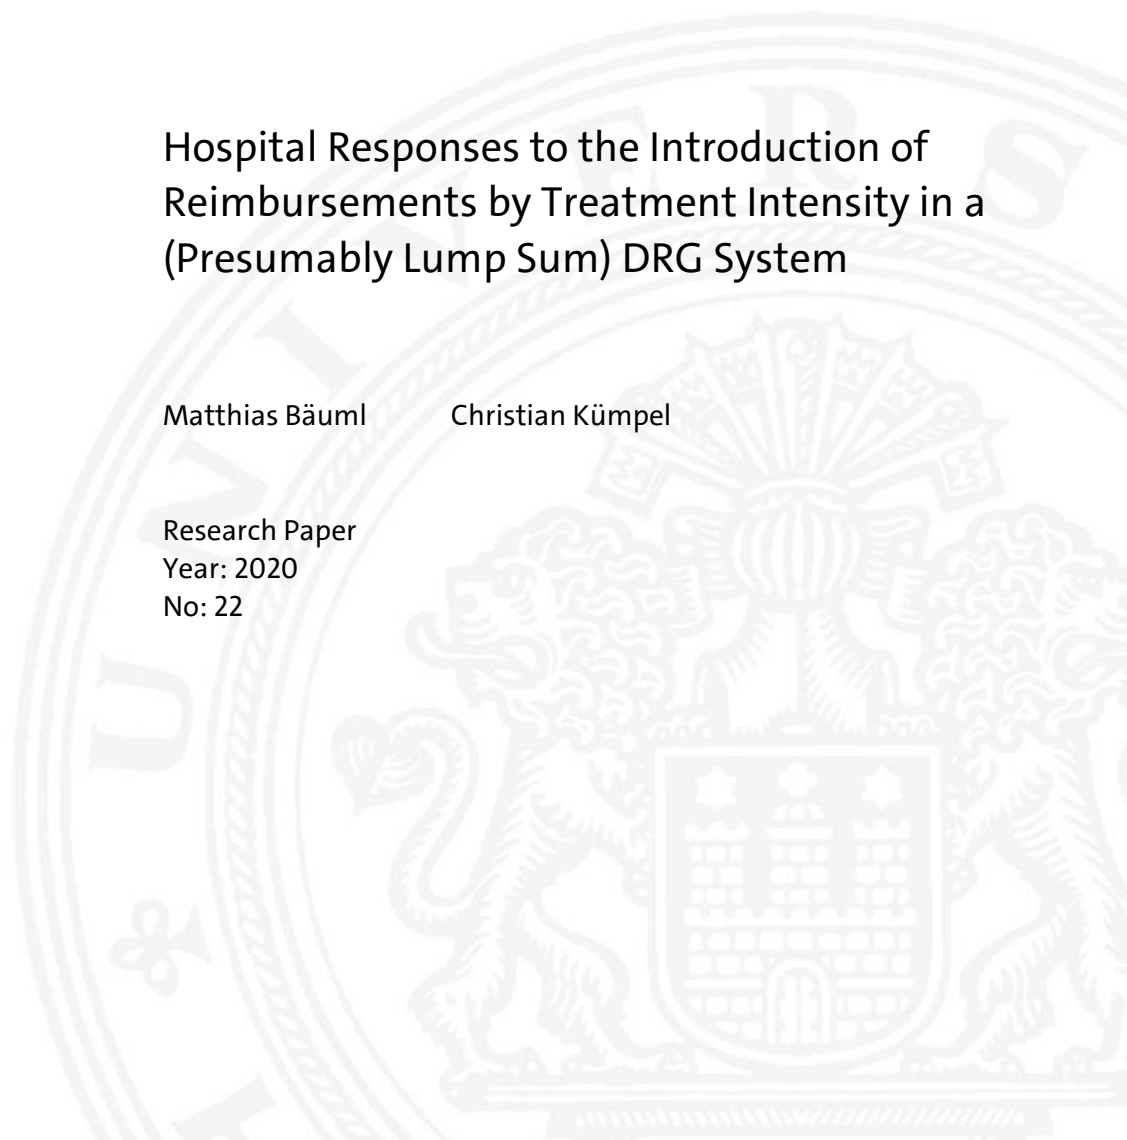 Hospital Responses to the Introduction of
Reimbursements by Treatment Intensity in a
(Presumably Lump Sum) DRG System
Matthias Bäuml Christian Kümpel
Research Paper
Year: 2020
No: 22
UNIVERS